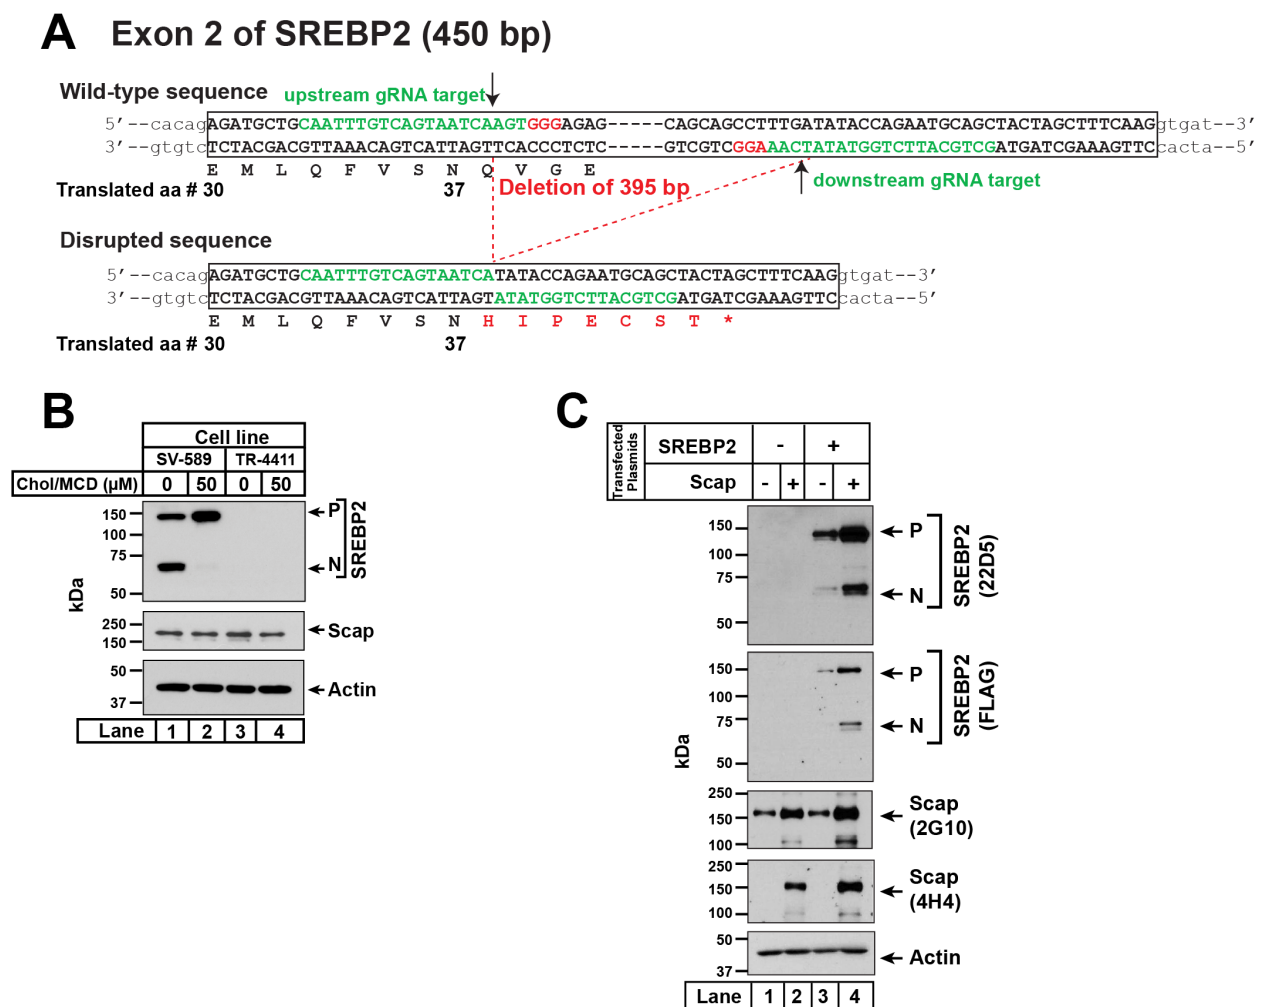 A Exon 2 of SREBP2 (450 bp)
Wild-type sequence upstream gRNA target
5’--cacagAGATGCTGCAATTTGTCAGTAATCAAGTGGGAGAG-----CAGCAGCCTTTGATATACCAGAATGCAGCTACTAGCTTTCAAGgtgat--3’
3’--gtgtcTCTACGACGTTAAACAGTCATTAGTTCACCCTCTC-----GTCGTCGGAAACTATATGGTCTTACGTCGATGATCGAAAGTTCcacta--5’
E M L Q F V S N Q V G E
Translated aa # 30 37 Deletion of 395 bp downstream gRNA target
Disrupted sequence
5’--cacagAGATGCTGCAATTTGTCAGTAATCATATACCAGAATGCAGCTACTAGCTTTCAAGgtgat--3’
3’--gtgtcTCTACGACGTTAAACAGTCATTAGTATATGGTCTTACGTCGATGATCGAAAGTTCcacta--5’
E M L Q F V S N H I P E C S T *
Translated aa # 30 37
B
Cell line
SV-589 TR-4411
Chol/MCD (µM) 0 50 0 50
150 P
100
75 N
50
SREBP2
kDa
250 Scap
150
50 Actin
37
Lane 1 2 3 4
C
Transfected
Plasmids
SREBP2 - +
Scap - + - +
150 P
100
75 N
50
SREBP2
(22D5)
150 P
100
75 N
50
SREBP2
(FLAG)
kDa
250 Scap
150 (2G10)
100
250 Scap
150 (4H4)
100
50 Actin
37
Lane 1 2 3 4